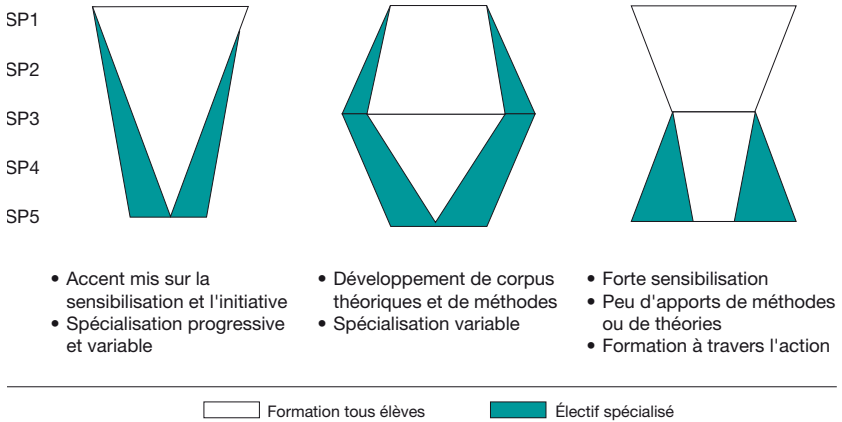 SP1
SP2
SP3
SP4
SP5
• Accent mis sur la
sensibilisation et l'initiative
• Spécialisation progressive
et variable
• Développement de corpus
théoriques et de méthodes
• Spécialisation variable
• Forte sensibilisation
• Peu d'apports de méthodes
ou de théories
• Formation à travers l'action
Formation tous élèves
Électif spécialisé